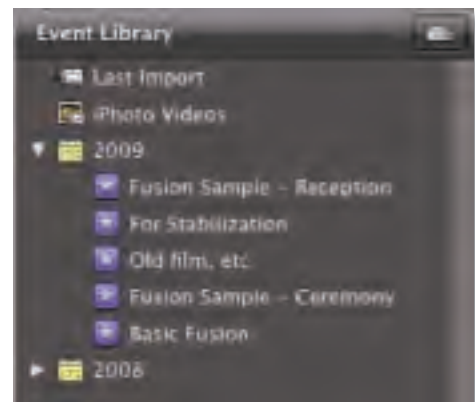 Event Library
Last Import
iPhoto Videos
2009
Fusion Sample – Reception
For Stabilization
Old film, etc.
Fusion Sample – Ceremony
Basic Fusion
2008